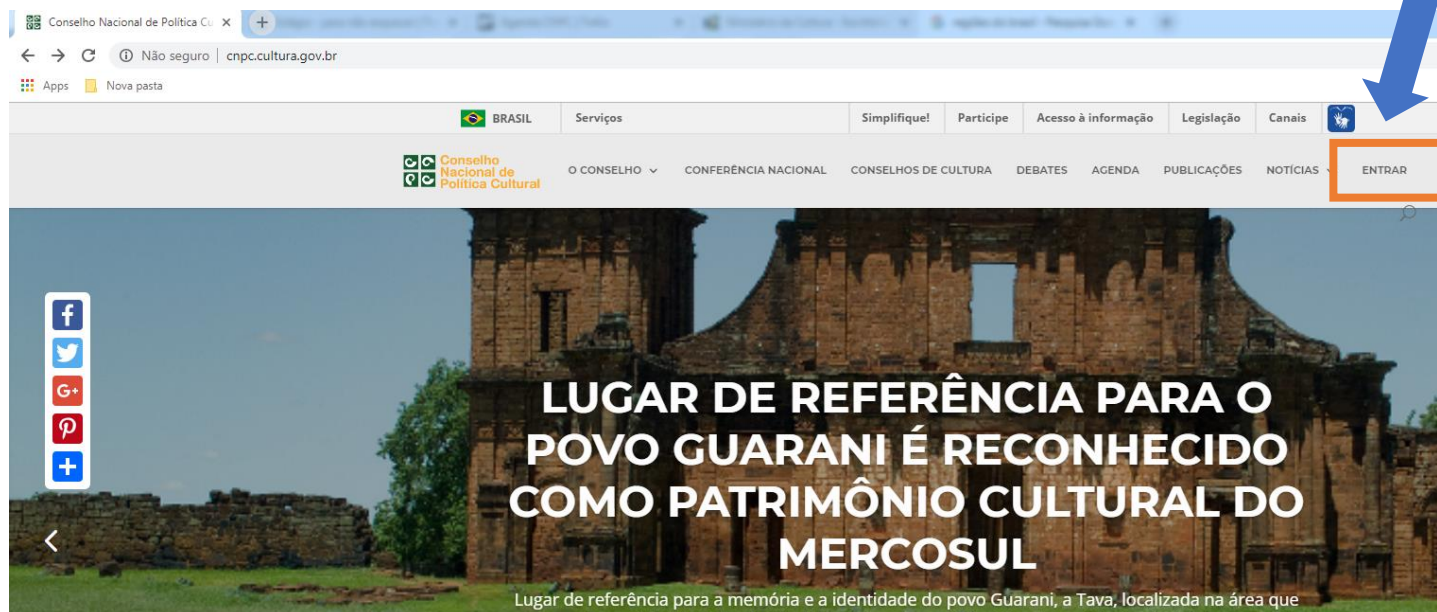 Conselho Nacional de Política Cu
Não seguro | cnpc.cultura.gov.br
Apps Nova pasta
BRASIL Serviços Simplifique! Participe Acesso à informação Legislação Canais
Conselho
Nacional de
Política Cultural
O CONSELHO CONFERÊNCIA NACIONAL CONSELHOS DE CULTURA DEBATES AGENDA PUBLICAÇÕES NOTÍCIAS ENTRAR
LUGAR DE REFERÊNCIA PARA O
POVO GUARANI É RECONHECIDO
COMO PATRIMÔNIO CULTURAL DO
MERCOSUL
Lugar de referência para a memória e a identidade do povo Guarani, a Tava, localizada na área que